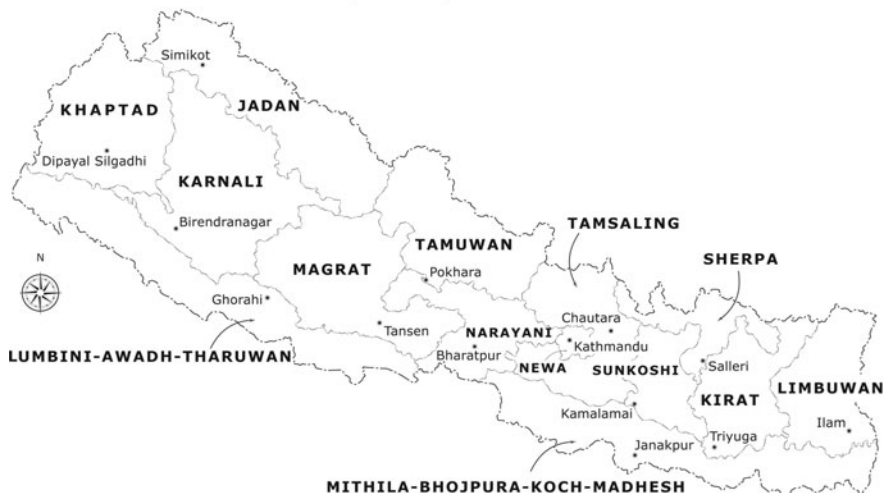 Simikot
KHAPTAD
JADAN
Dipayal Silgadhi
KARNALI
Birendranagar
TAMSALING
TAMUWAN
SHERPA
N
MAGRAT
Pokhara
Ghorahi
Chautara
Tansen
NARAYANI
Kathmandu
LUMBINI-AWADH-THARUWAN
Bharatpur
NEWA
SUNKOSHI
Salleri
LIMBUWAN
KIRAT
Kamalamai
Ilam
Triyuga
Janakpur
MITHILA-BHOJPURA-KOCH-MADHESH